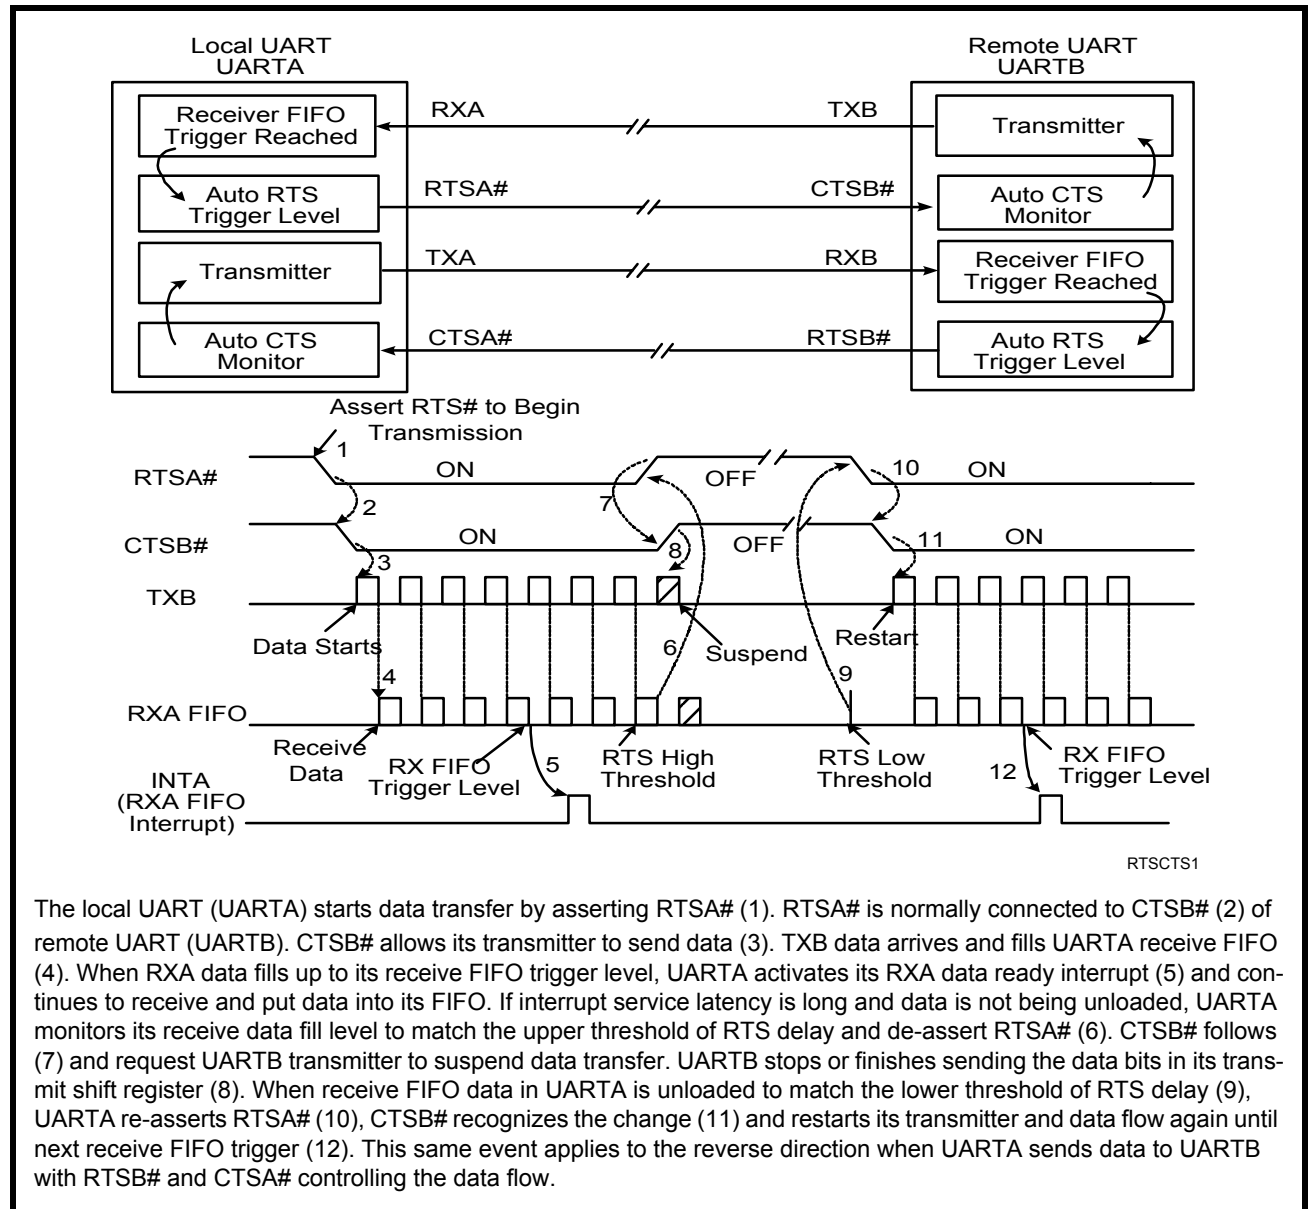 Local UART
UARTA
Remote UART
UARTB
Receiver FIFO
Trigger Reached
RXA
TXB
Transmitter
Auto RTS
Trigger Level
RTSA#
CTSB#
Auto CTS
Monitor
Transmitter
TXA
RXB
Receiver FIFO
Trigger Reached
Auto CTS
Monitor
CTSA#
RTSB#
Auto RTS
Trigger Level
Assert RTS# to Begin
Transmission
1
RTSA#
ON
OFF
10
ON
2
7
CTSB#
ON
8
OFF
11
ON
3
TXB
Data Starts
6
Suspend
Restart
4
9
RXA FIFO
Receive
Data
RX FIFO
Trigger Level
5
RTS High
Threshold
RTS Low
Threshold
12
RX FIFO
Trigger Level
INTA
(RXA FIFO
Interrupt)
RTSCTS1
The local UART (UARTA) starts data transfer by asserting RTSA# (1). RTSA# is normally connected to CTSB# (2) of
remote UART (UARTB). CTSB# allows its transmitter to send data (3). TXB data arrives and fills UARTA receive FIFO
(4). When RXA data fills up to its receive FIFO trigger level, UARTA activates its RXA data ready interrupt (5) and con-
tinues to receive and put data into its FIFO. If interrupt service latency is long and data is not being unloaded, UARTA
monitors its receive data fill level to match the upper threshold of RTS delay and de-assert RTSA# (6). CTSB# follows
(7) and request UARTB transmitter to suspend data transfer. UARTB stops or finishes sending the data bits in its trans-
mit shift register (8). When receive FIFO data in UARTA is unloaded to match the lower threshold of RTS delay (9),
UARTA re-asserts RTSA# (10), CTSB# recognizes the change (11) and restarts its transmitter and data flow again until
next receive FIFO trigger (12). This same event applies to the reverse direction when UARTA sends data to UARTB
with RTSB# and CTSA# controlling the data flow.